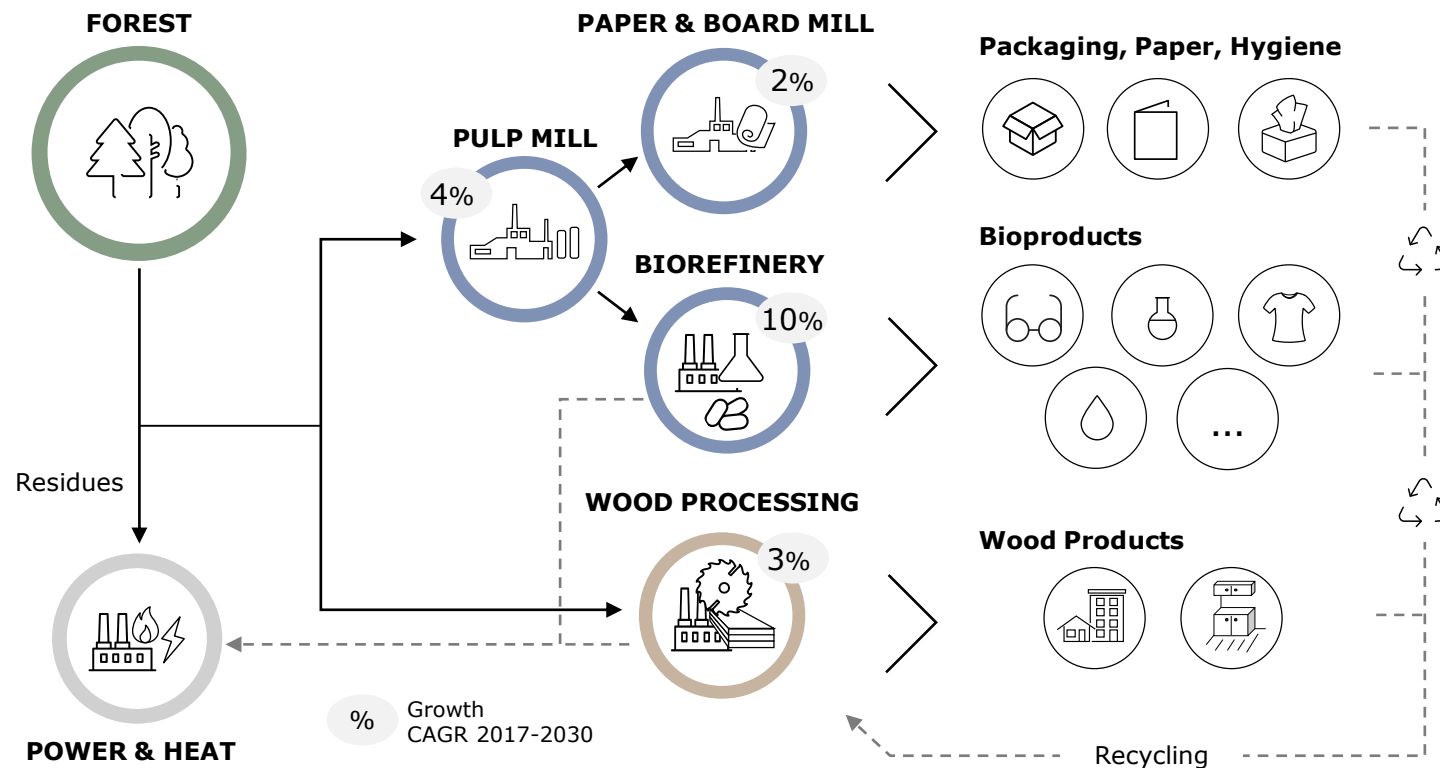 FOREST
PAPER & BOARD MILL
Packaging, Paper, Hygiene
2%
PULP MILL
4%
Bioproducts
BIOREFINERY
10%
...
Residues
WOOD PROCESSING
3%
Wood Products
%
Growth
CAGR 2017-2030
POWER & HEAT
Recycling